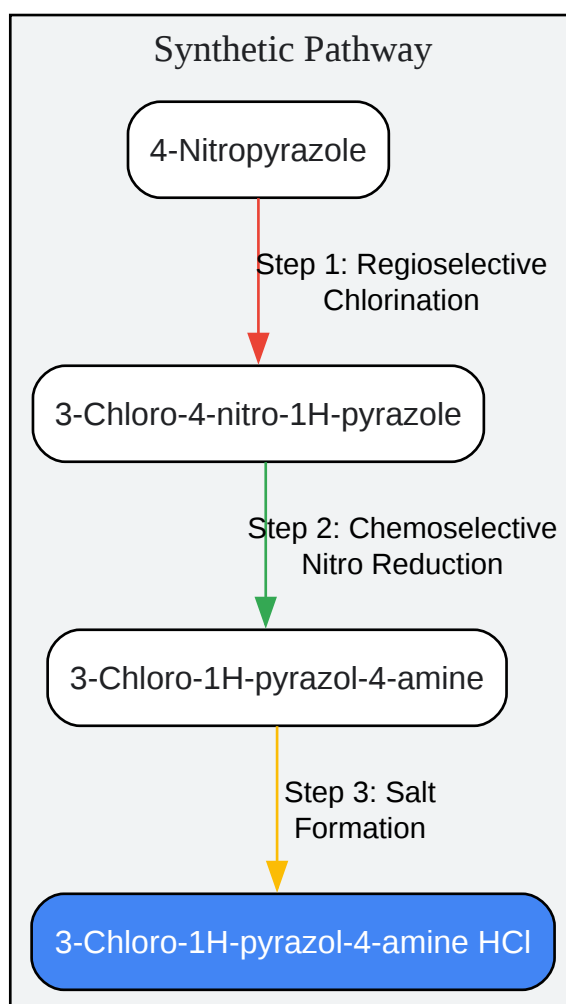 Synthetic Pathway
4-Nitropyrazole
Step 1: Regioselective
Chlorination
3-Chloro-4-nitro-1H-pyrazole
Step 2: Chemoselective
Nitro Reduction
3-Chloro-1H-pyrazol-4-amine
Step 3: Salt
Formation
3-Chloro-1H-pyrazol-4-amine HCl